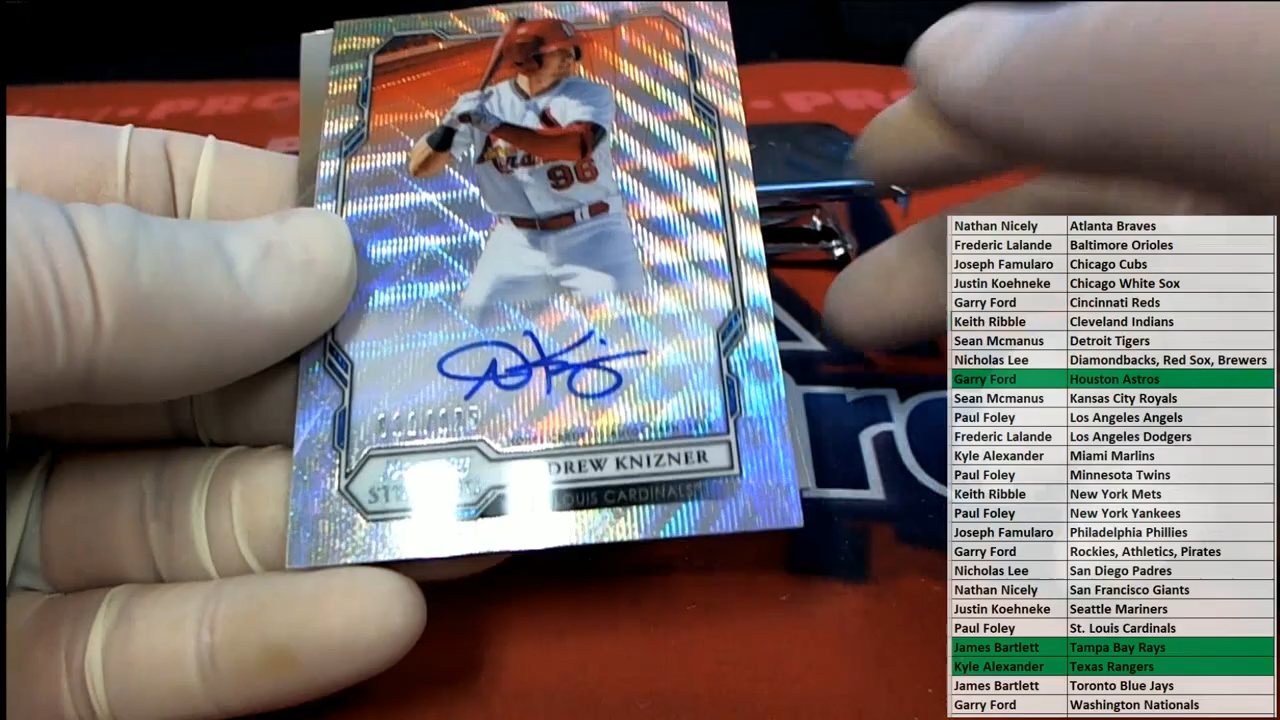 96
DREW KNIZNER
LOUIS CARDINALS
Nathan Nicely Atlanta Braves
Frederic Lalande Baltimore Orioles
Joseph Famularo Chicago Cubs
Justin Koehneke Chicago White Sox
Garry Ford Cincinnati Reds
Keith Ribble Cleveland Indians
Sean Mcmanus Detroit Tigers
Nicholas Lee Diamondbacks, Red Sox, Brewers
Garry Ford Houston Astros
Sean Mcmanus Kansas City Royals
Paul Foley Los Angeles Angels
Frederic Lalande Los Angeles Dodgers
Kyle Alexander Miami Marlins
Paul Foley Minnesota Twins
Keith Ribble New York Mets
Paul Foley New York Yankees
Joseph Famularo Philadelphia Phillies
Garry Ford Rockies, Athletics, Pirates
Nicholas Lee San Diego Padres
Nathan Nicely San Francisco Giants
Justin Koehneke Seattle Mariners
Paul Foley St. Louis Cardinals
James Bartlett Tampa Bay Rays
Kyle Alexander Texas Rangers
James Bartlett Toronto Blue Jays
Garry Ford Washington Nationals